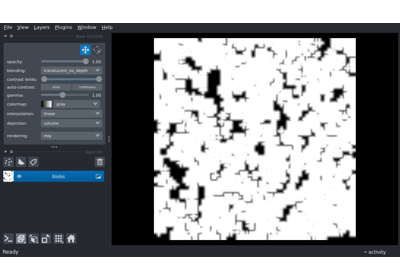 File View Layers Plugins Window Help
opacity: 1.00
blending: translucent_no_depth
contrast limits:
auto-contrast: once continuous
gamma: 1.00
colormap: gray
interpolation: linear
depiction: volume
rendering: mip
blobs
Ready activity